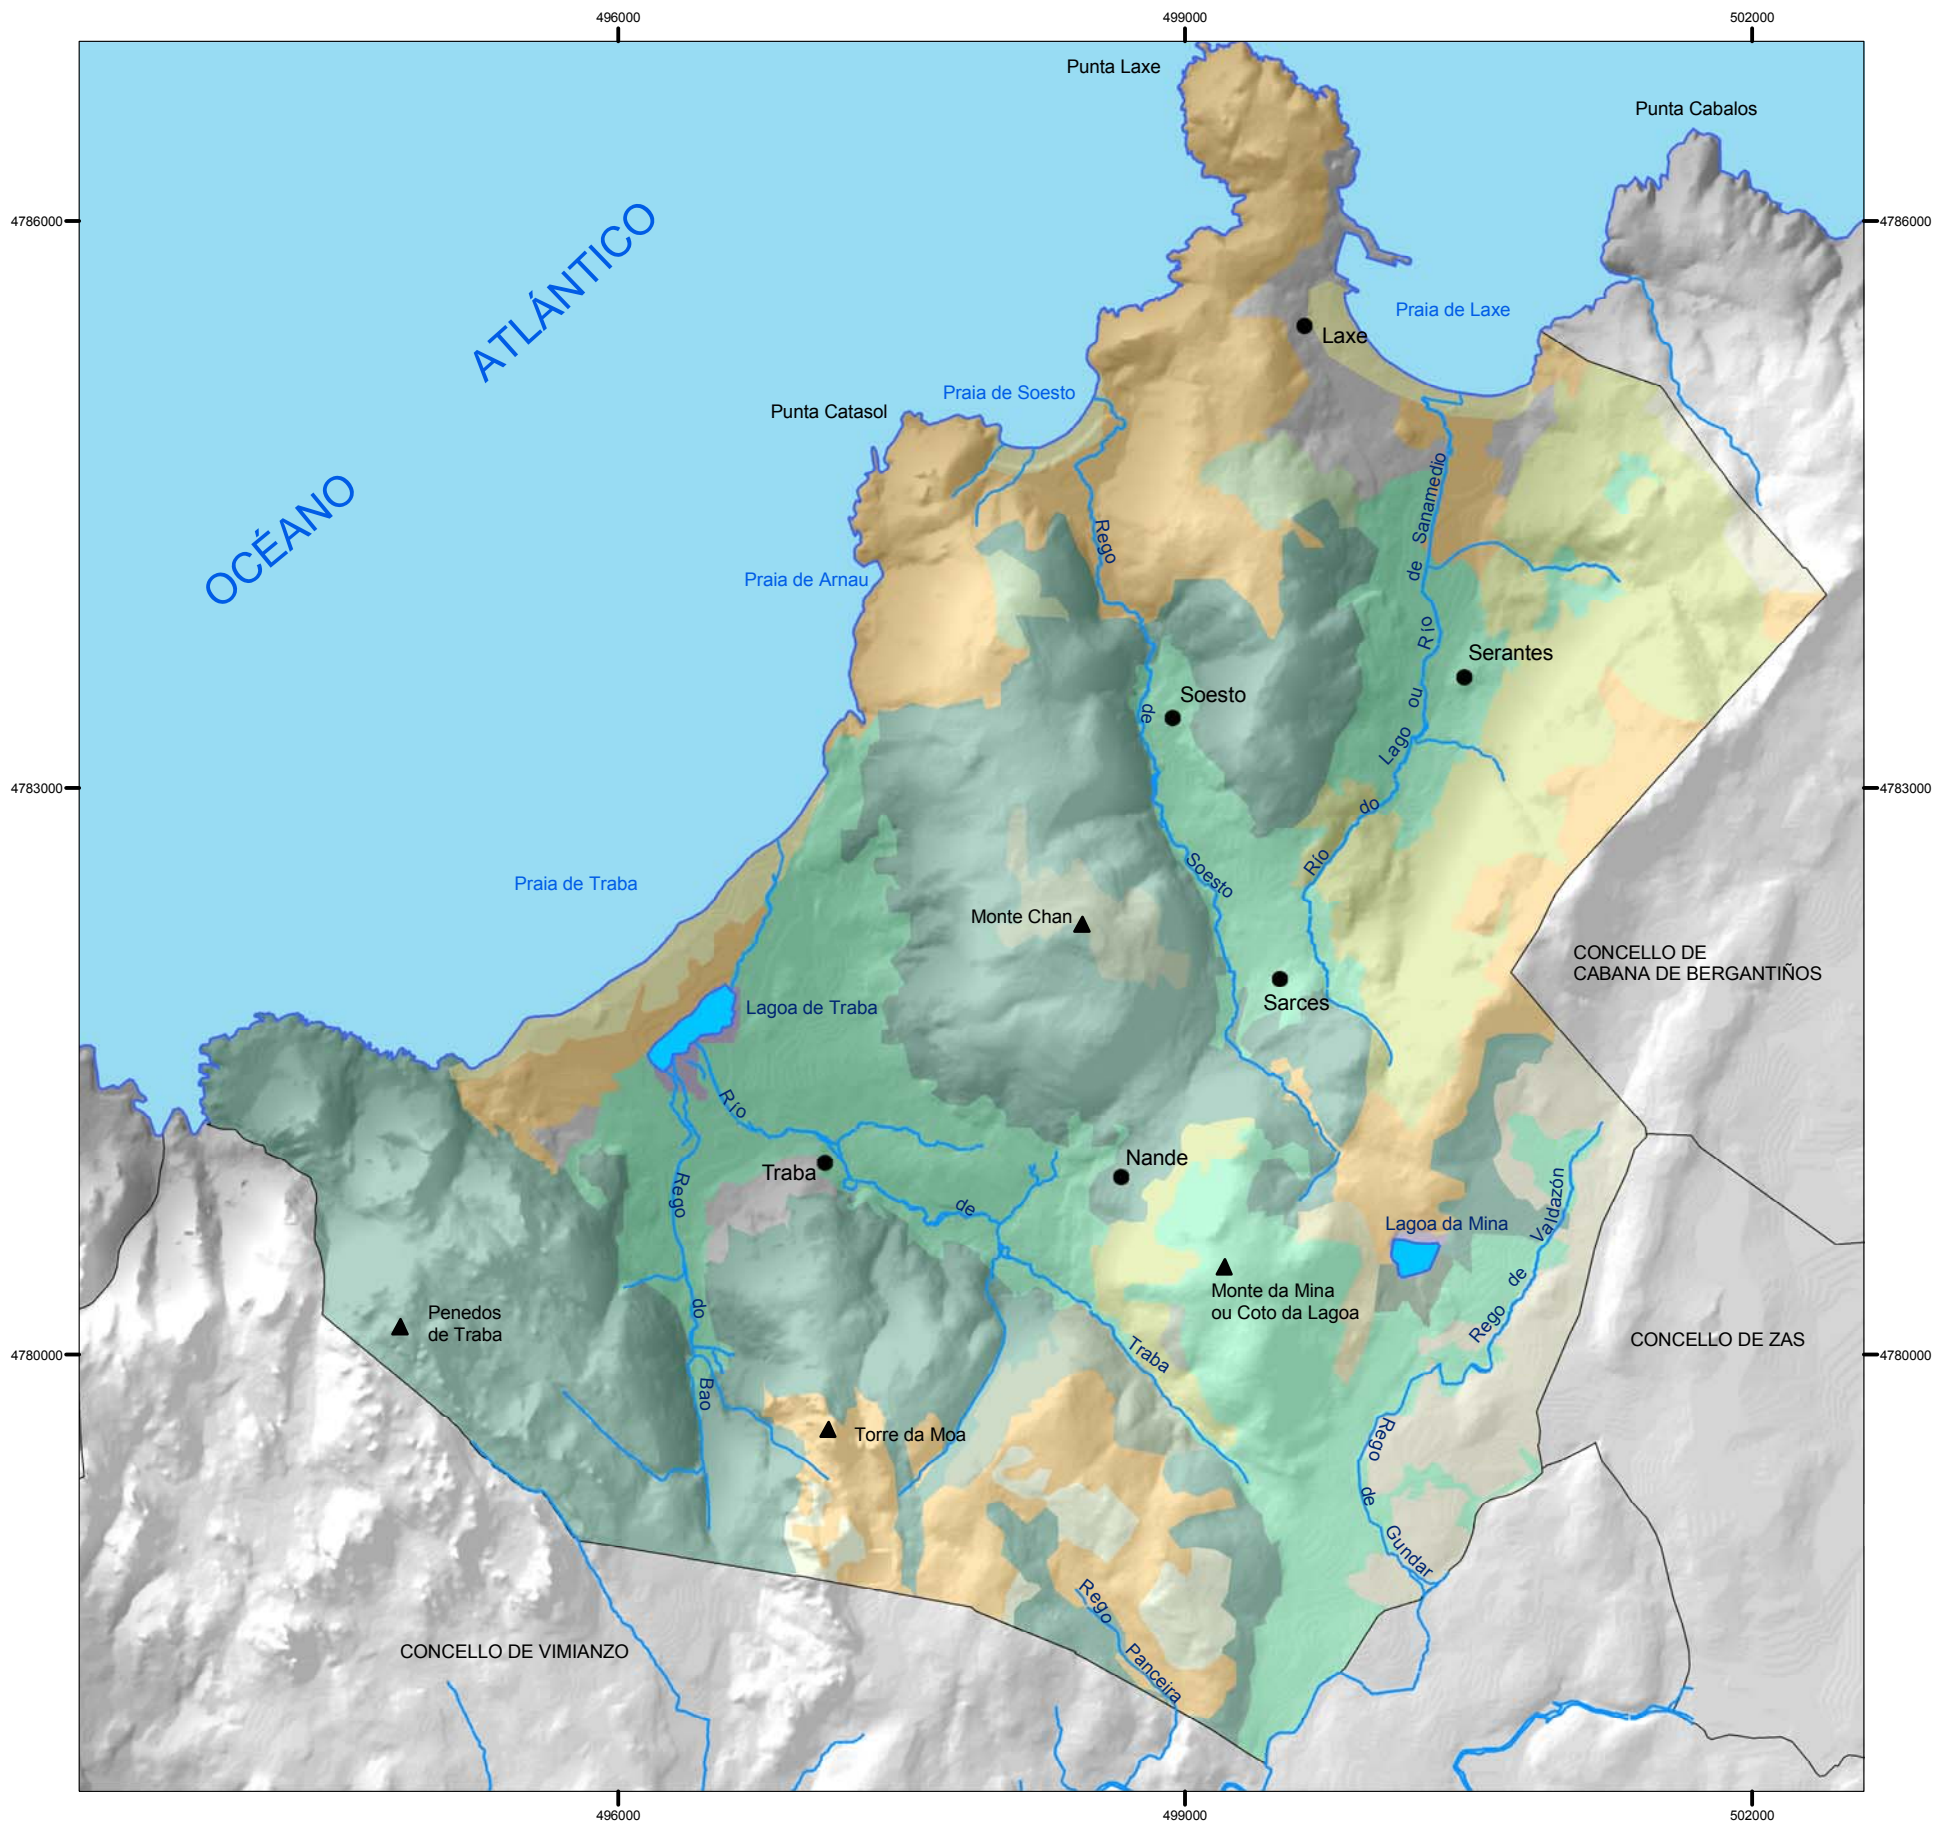 496000
499000
502000
Punta Laxe
Punta Cabalos
4786000
4786000
ATLÁNTICO
OCÉANO
Praia de Laxe
Laxe
Praia de Soesto
Punta Catasol
Praia de Arnau
Rego
de
Soesto
Río
do
Lago
ou
Río
de
Sanamedio
Serantes
Soesto
4783000
4783000
Praia de Traba
Monte Chan
CONCELLO DE
CABANA DE BERGANTIÑOS
Sarces
Lagoa de Traba
Río
de
Traba
Traba
Nande
Rego
do
Bao
Lagoa da Mina
Rego
de
Valdazón
Monte da Mina
ou Coto da Lagoa
Penedos
de Traba
CONCELLO DE ZAS
4780000
4780000
Torre da Moa
Rego
de
Gundar
Rego
Panceira
CONCELLO DE VIMIANZO
496000
499000
502000